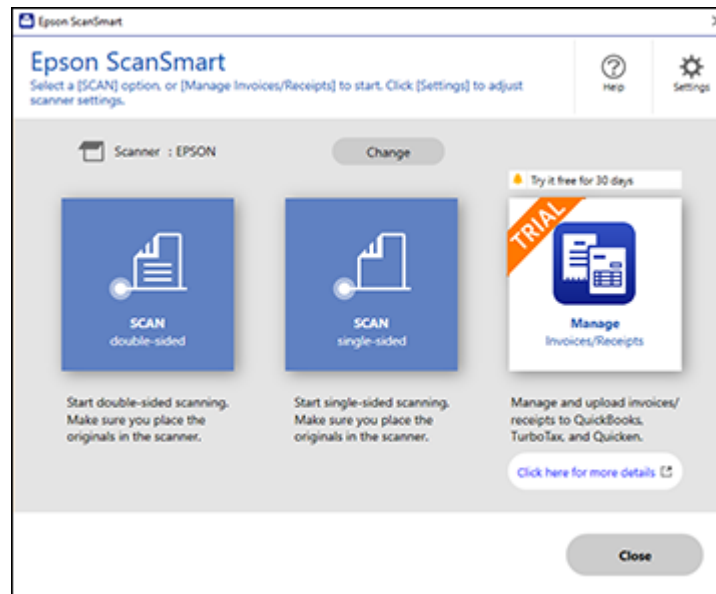 Epson ScanSmart
Epson ScanSmart
Select a [SCAN] option, or [Manage Invoices/Receipts] to start. Click [Settings] to adjust
scanner settings.
Help
Settings
Scanner : EPSON
Change
Try it free for 30 days
TRIAL
SCAN
double-sided
SCAN
single-sided
Manage
Invoices/Receipts
Start double-sided scanning.
Make sure you place the
originals in the scanner.
Start single-sided scanning.
Make sure you place the
originals in the scanner.
Manage and upload invoices/
receipts to QuickBooks,
TurboTax, and Quicken.
Click here for more details
Close